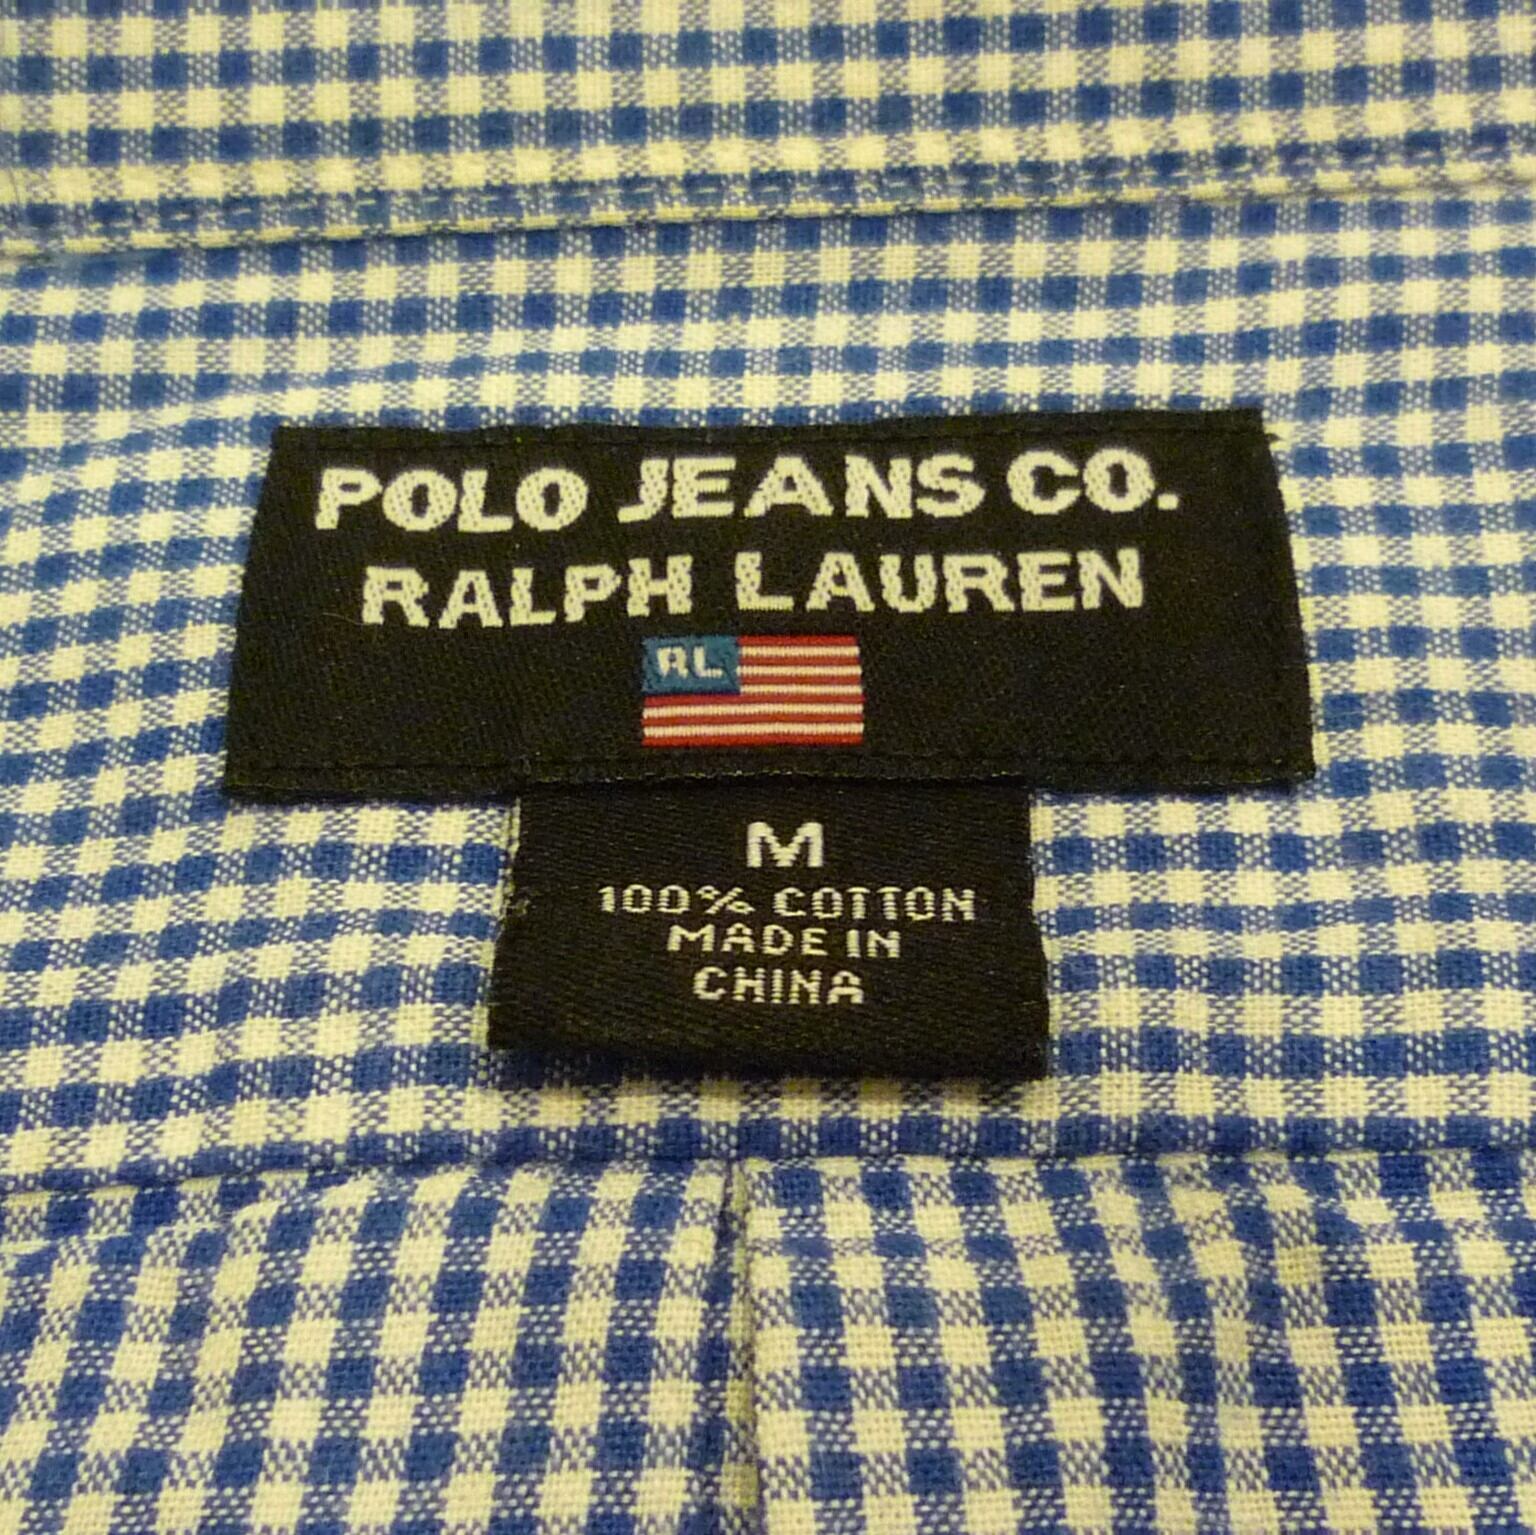 POLO JEANS CO.
RALPH LAUREN
RL
M
100% COTTON
MADE IN
CHINA